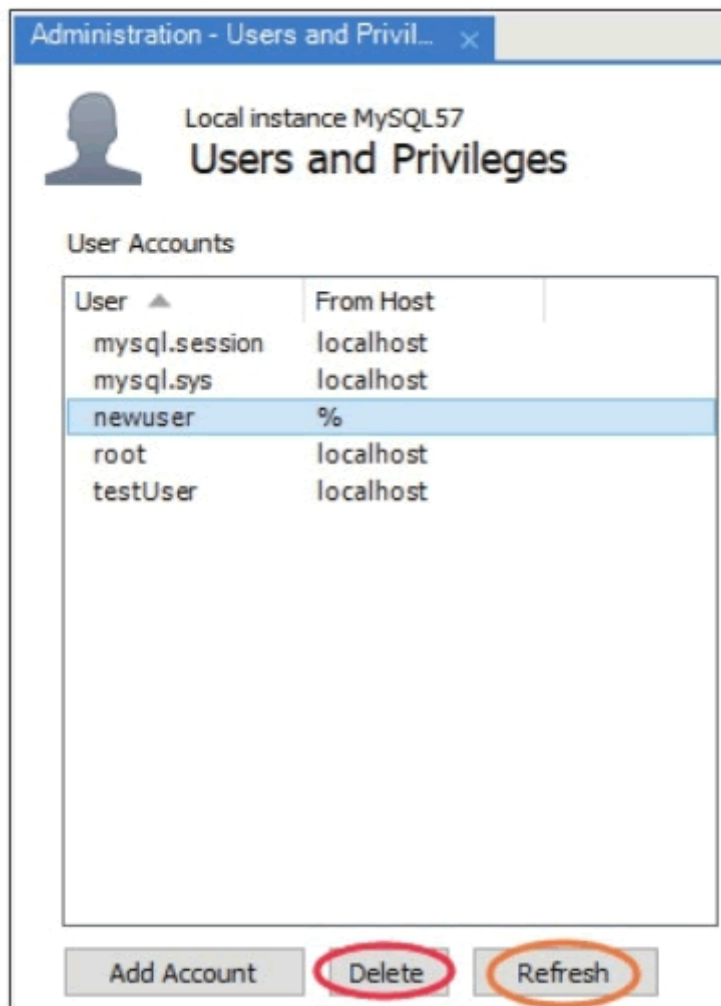 Administration - Users and Privil...
Local instance MySQL57
Users and Privileges
User Accounts
User From Host
mysql.session localhost
mysql.sys localhost
newuser %
root localhost
testUser localhost
Add Account Delete Refresh